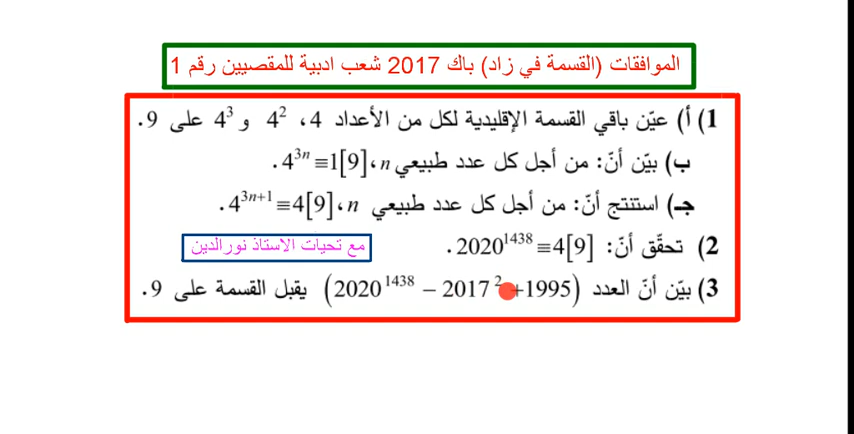 الموافقات (القسمة في زاد) باك 2017 شعب ادبية للمقصيين رقم 1
1) أ) عيّن باقي القسمة الإقليدية لكل من الأعداد 4، 4² و 4³ على 9.
ب) بيّن أنّ: من أجل كل عدد طبيعي n، 4³ⁿ ≡1[9].
جـ) استنتج أنّ: من أجل كل عدد طبيعي n، 4³ⁿ⁺¹ ≡4[9].
2) تحقّق أنّ: 2020¹⁴³⁸ ≡4[9].
مع تحيات الاستاذ نورالدين
3) بيّن أنّ العدد (2020¹⁴³⁸ − 2017² +1995) يقبل القسمة على 9.